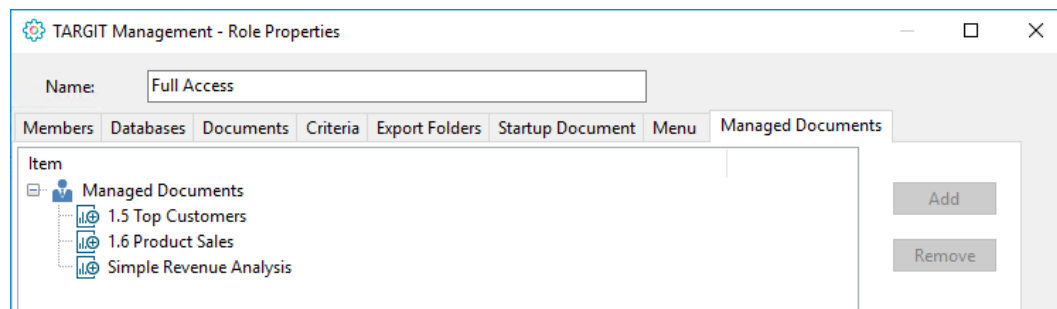 TARGIT Management - Role Properties
Name: Full Access
Members Databases Documents Criteria Export Folders Startup Document Menu Managed Documents
Item
Managed Documents
Add
1.5 Top Customers
1.6 Product Sales
Remove
Simple Revenue Analysis